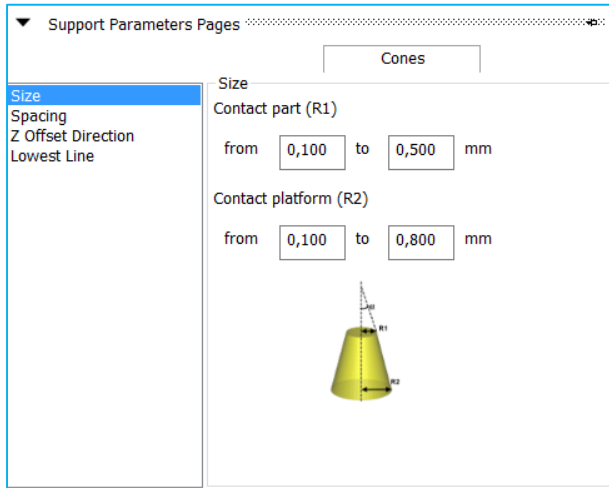 Support Parameters Pages
Cones
Size
Spacing
Z Offset Direction
Lowest Line
Size
Contact part (R1)
from 0,100 to 0,500 mm
Contact platform (R2)
from 0,100 to 0,800 mm
R1
R2